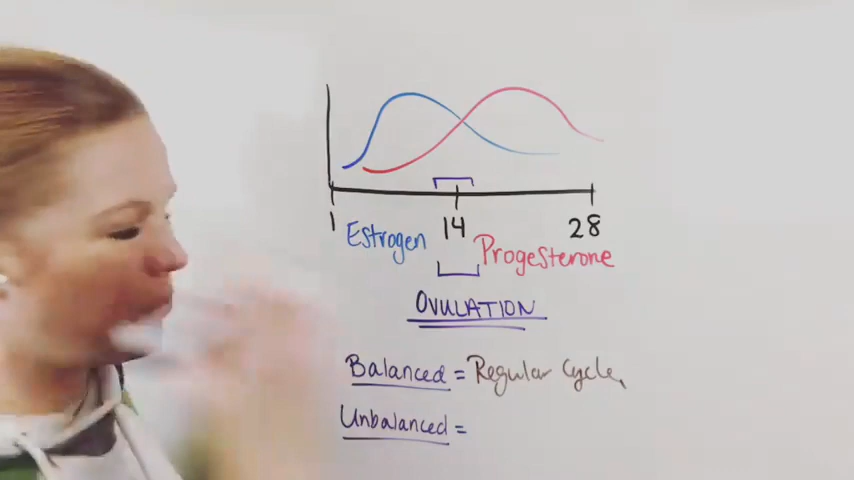 1 14 28
Estrogen
Progesterone
OVULATION
Balanced = Regular Cycle,
Unbalanced =